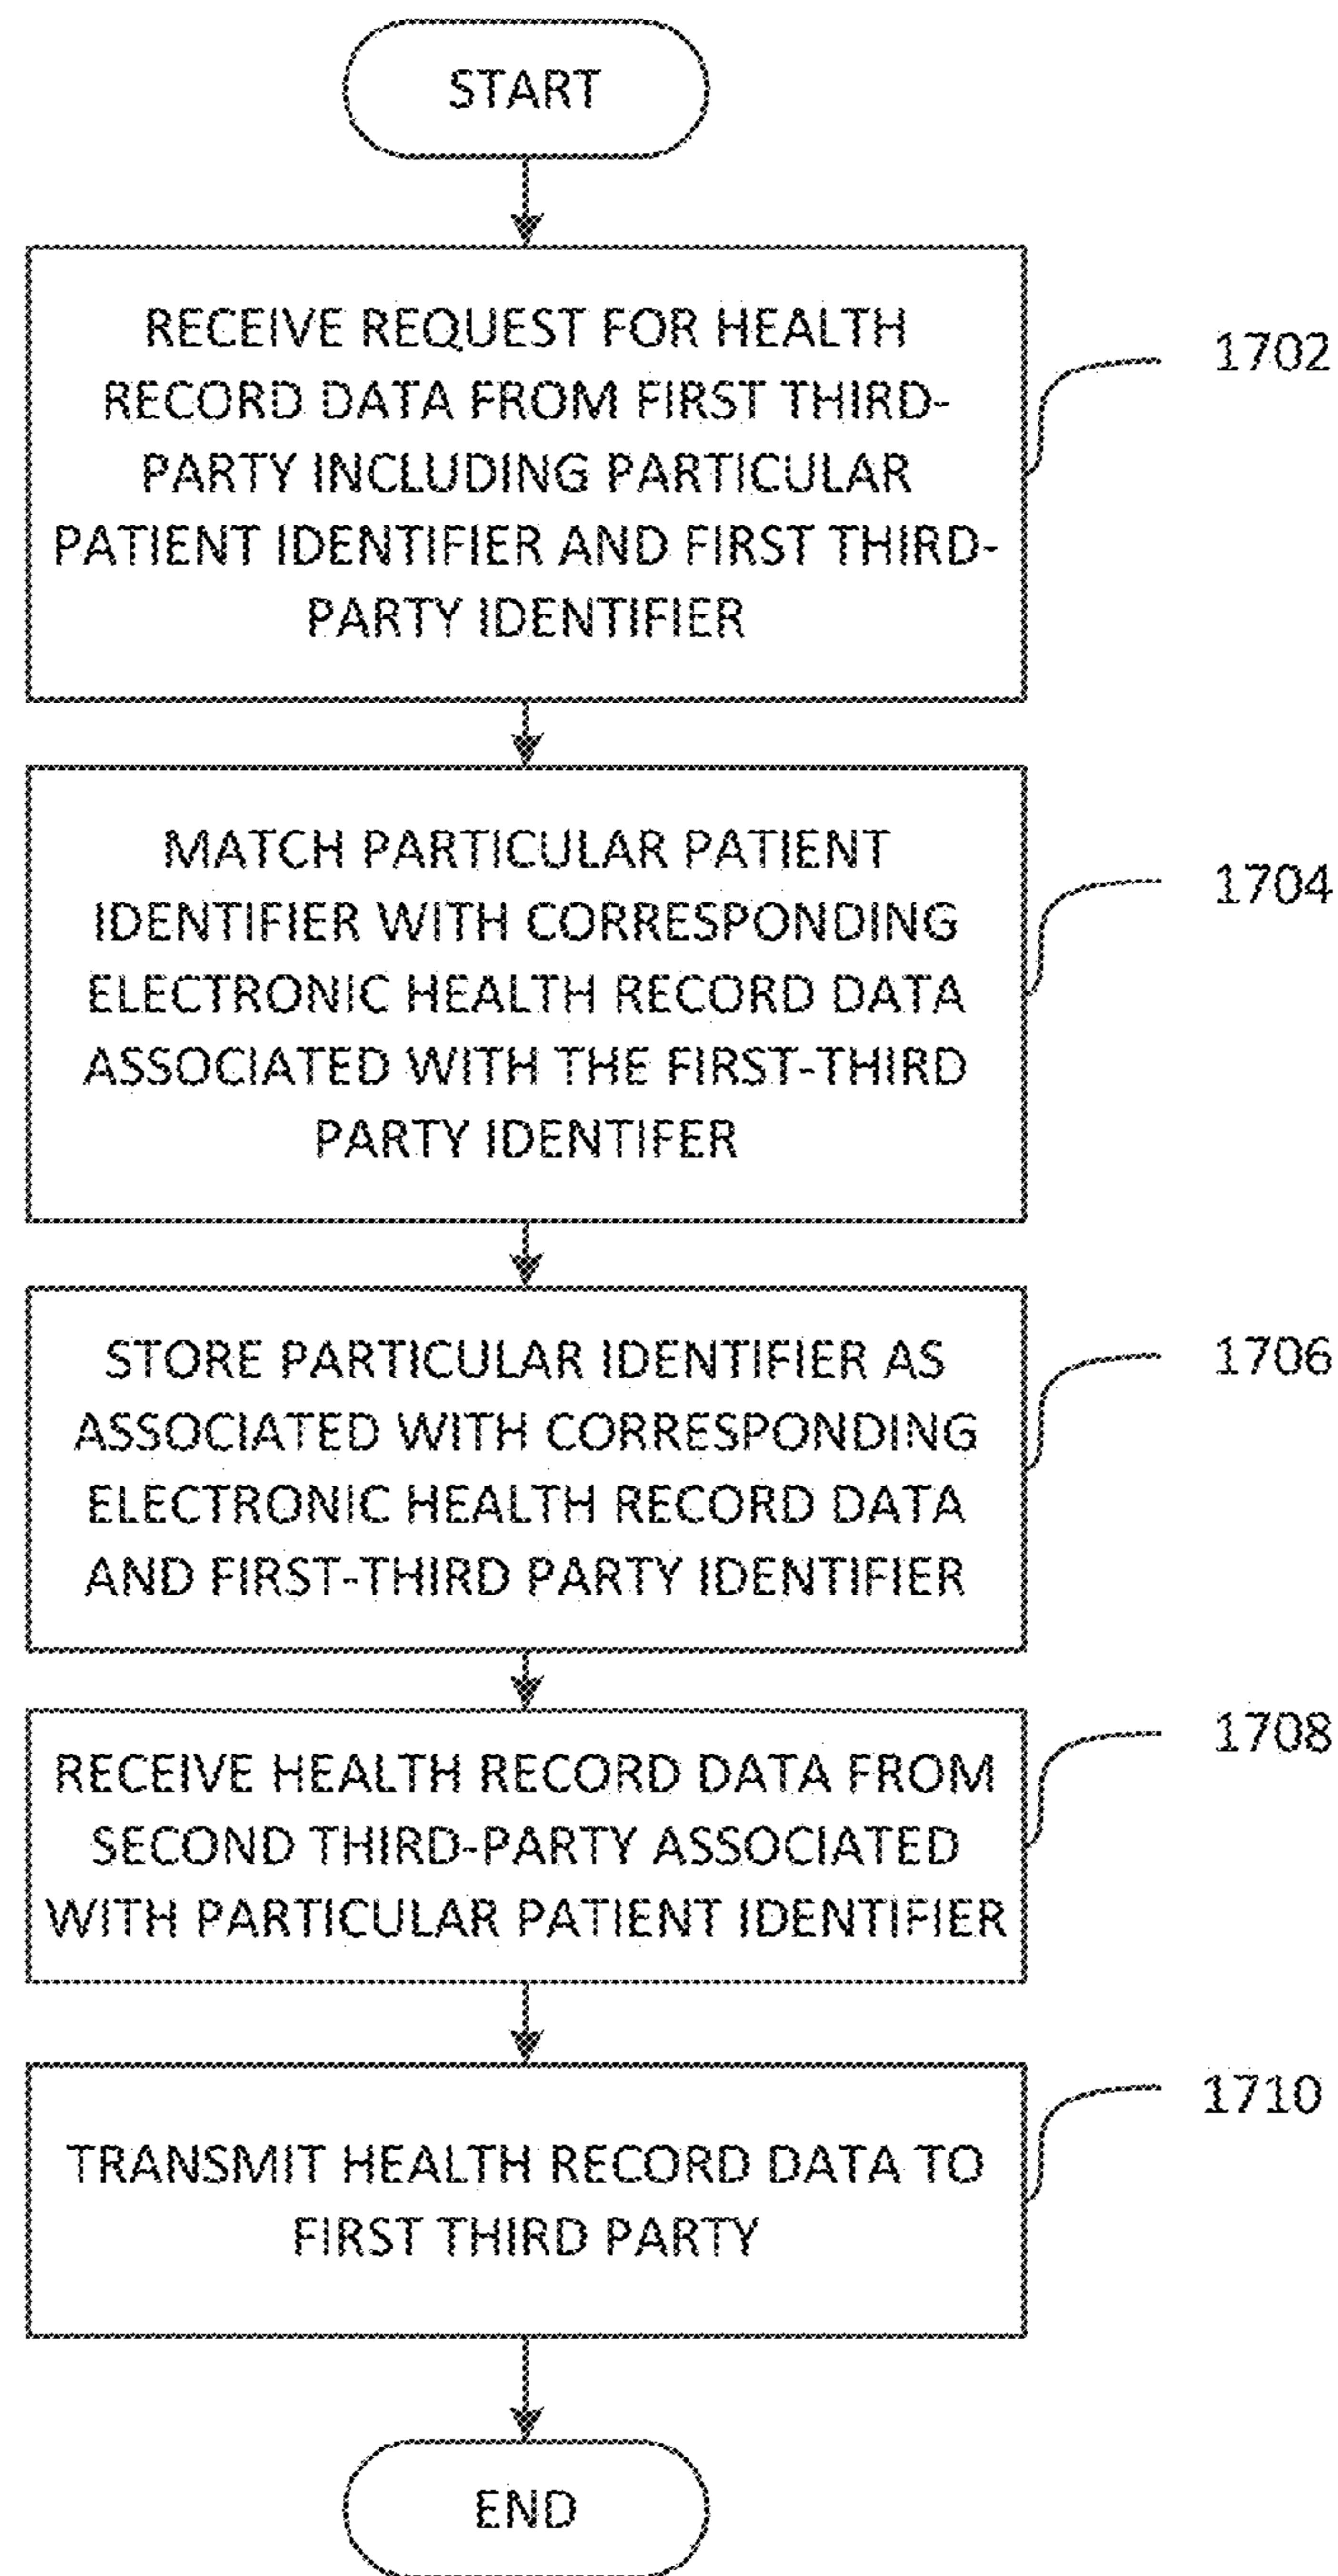 START
RECEIVE REQUEST FOR HEALTH
RECORD DATA FROM FIRST THIRD-
PARTY INCLUDING PARTICULAR
PATIENT IDENTIFIER AND FIRST THIRD-
PARTY IDENTIFIER
1702
MATCH PARTICULAR PATIENT
IDENTIFIER WITH CORRESPONDING
ELECTRONIC HEALTH RECORD DATA
ASSOCIATED WITH THE FIRST-THIRD
PARTY IDENTIFER
1704
STORE PARTICULAR IDENTIFIER AS
ASSOCIATED WITH CORRESPONDING
ELECTRONIC HEALTH RECORD DATA
AND FIRST-THIRD PARTY IDENTIFIER
1706
RECEIVE HEALTH RECORD DATA FROM
SECOND THIRD-PARTY ASSOCIATED
WITH PARTICULAR PATIENT IDENTIFIER
1708
TRANSMIT HEALTH RECORD DATA TO
FIRST THIRD PARTY
1710
END